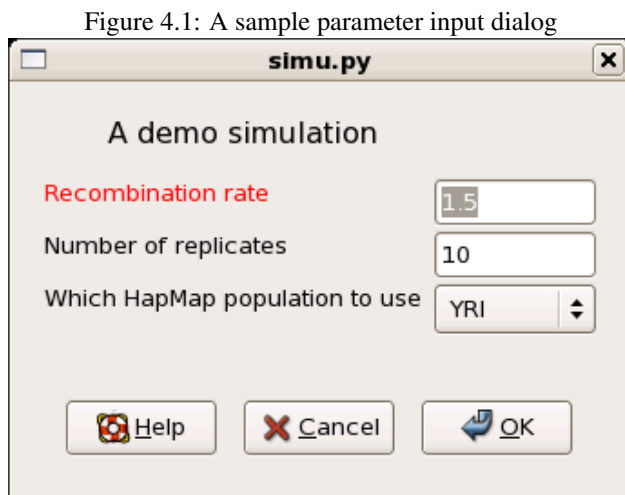 Figure 4.1: A sample parameter input dialog
simu.py
A demo simulation
Recombination rate 1.5
Number of replicates 10
Which HapMap population to use YRI
Help Cancel OK